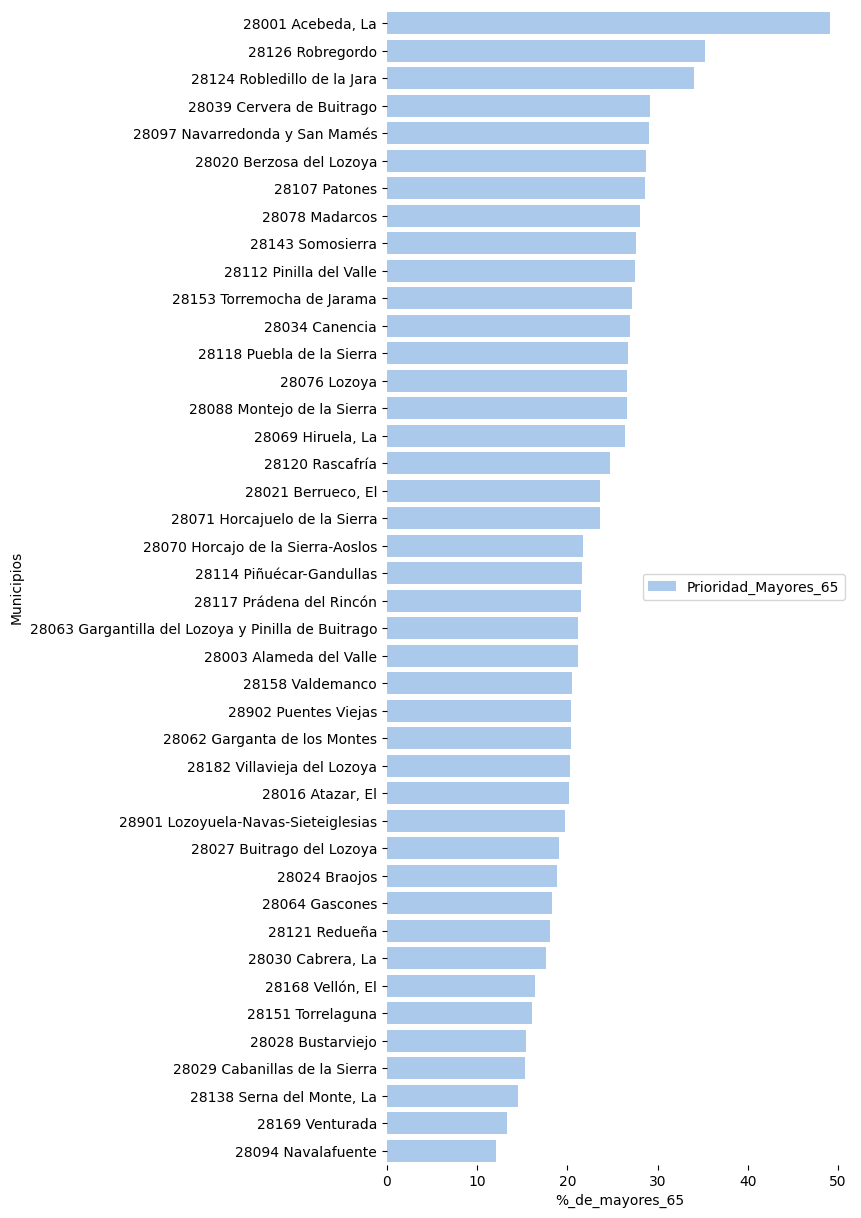 28001 Acebeda, La
28126 Robregordo
28124 Robledillo de la Jara
28039 Cervera de Buitrago
28097 Navarredonda y San Mamés
28020 Berzosa del Lozoya
28107 Patones
28078 Madarcos
28143 Somosierra
28112 Pinilla del Valle
28153 Torremocha de Jarama
28034 Canencia
28118 Puebla de la Sierra
28076 Lozoya
28088 Montejo de la Sierra
28069 Hiruela, La
28120 Rascafría
28021 Berrueco, El
28071 Horcajuelo de la Sierra
28070 Horcajo de la Sierra-Aoslos
28114 Piñuécar-Gandullas
28117 Prádena del Rincón
28063 Gargantilla del Lozoya y Pinilla de Buitrago
28003 Alameda del Valle
28158 Valdemanco
28902 Puentes Viejas
28062 Garganta de los Montes
28182 Villavieja del Lozoya
28016 Atazar, El
28901 Lozoyuela-Navas-Sieteiglesias
28027 Buitrago del Lozoya
28024 Braojos
28064 Gascones
28121 Redueña
28030 Cabrera, La
28168 Vellón, El
28151 Torrelaguna
28028 Bustarviejo
28029 Cabanillas de la Sierra
28138 Serna del Monte, La
28169 Venturada
28094 Navalafuente
Municipios
Prioridad_Mayores_65
0 10 20 30 40 50
%_de_mayores_65